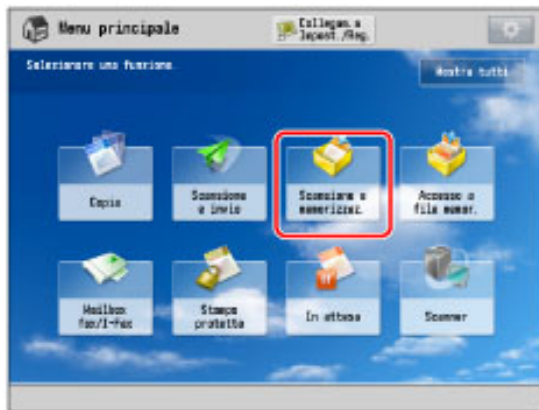 Menu principale
Collegam. a
Impost./Reg.
Selezionare una funzione.
Mostra tutti
Copia
Scansione
e invio
Scansione e
memorizzaz.
Accesso a
file memor.
Mailbox
fax/I-Fax
Stampa
protetta
In attesa
Scanner